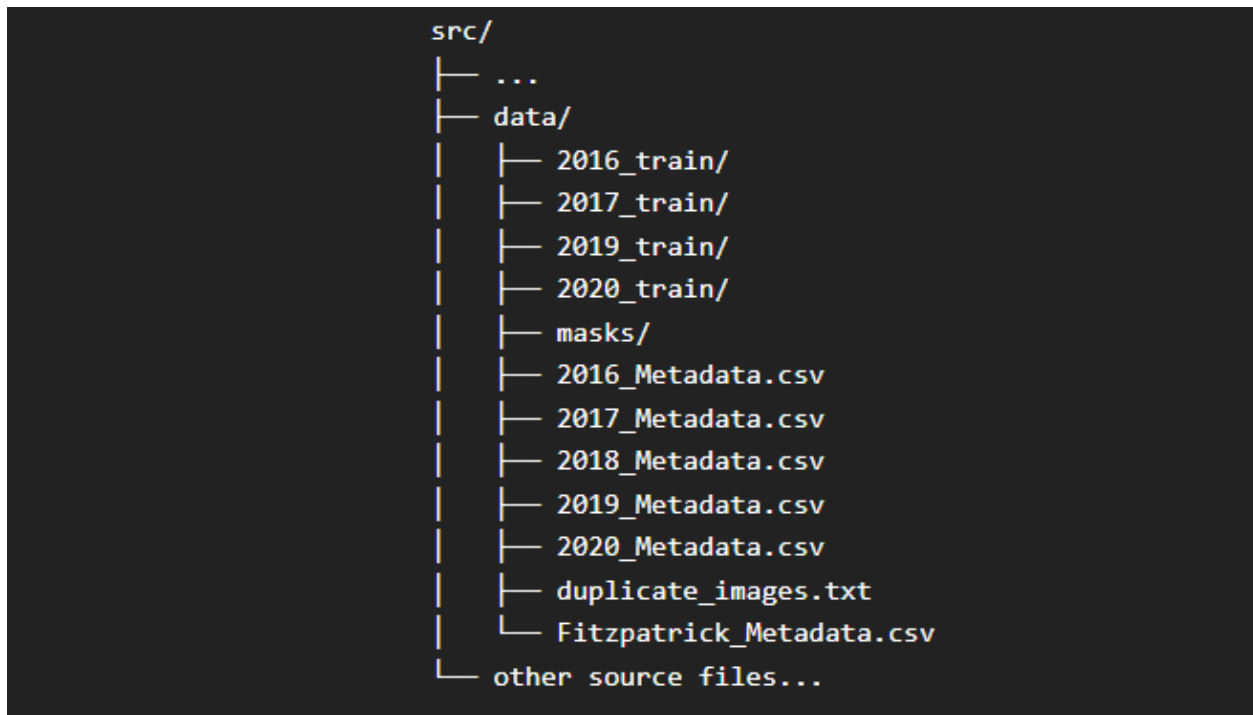 src/
├── ...
├── data/
│   ├── 2016_train/
│   ├── 2017_train/
│   ├── 2019_train/
│   ├── 2020_train/
│   ├── masks/
│   ├── 2016_Metadata.csv
│   ├── 2017_Metadata.csv
│   ├── 2018_Metadata.csv
│   ├── 2019_Metadata.csv
│   ├── 2020_Metadata.csv
│   ├── duplicate_images.txt
│   └── Fitzpatrick_Metadata.csv
└── other source files...